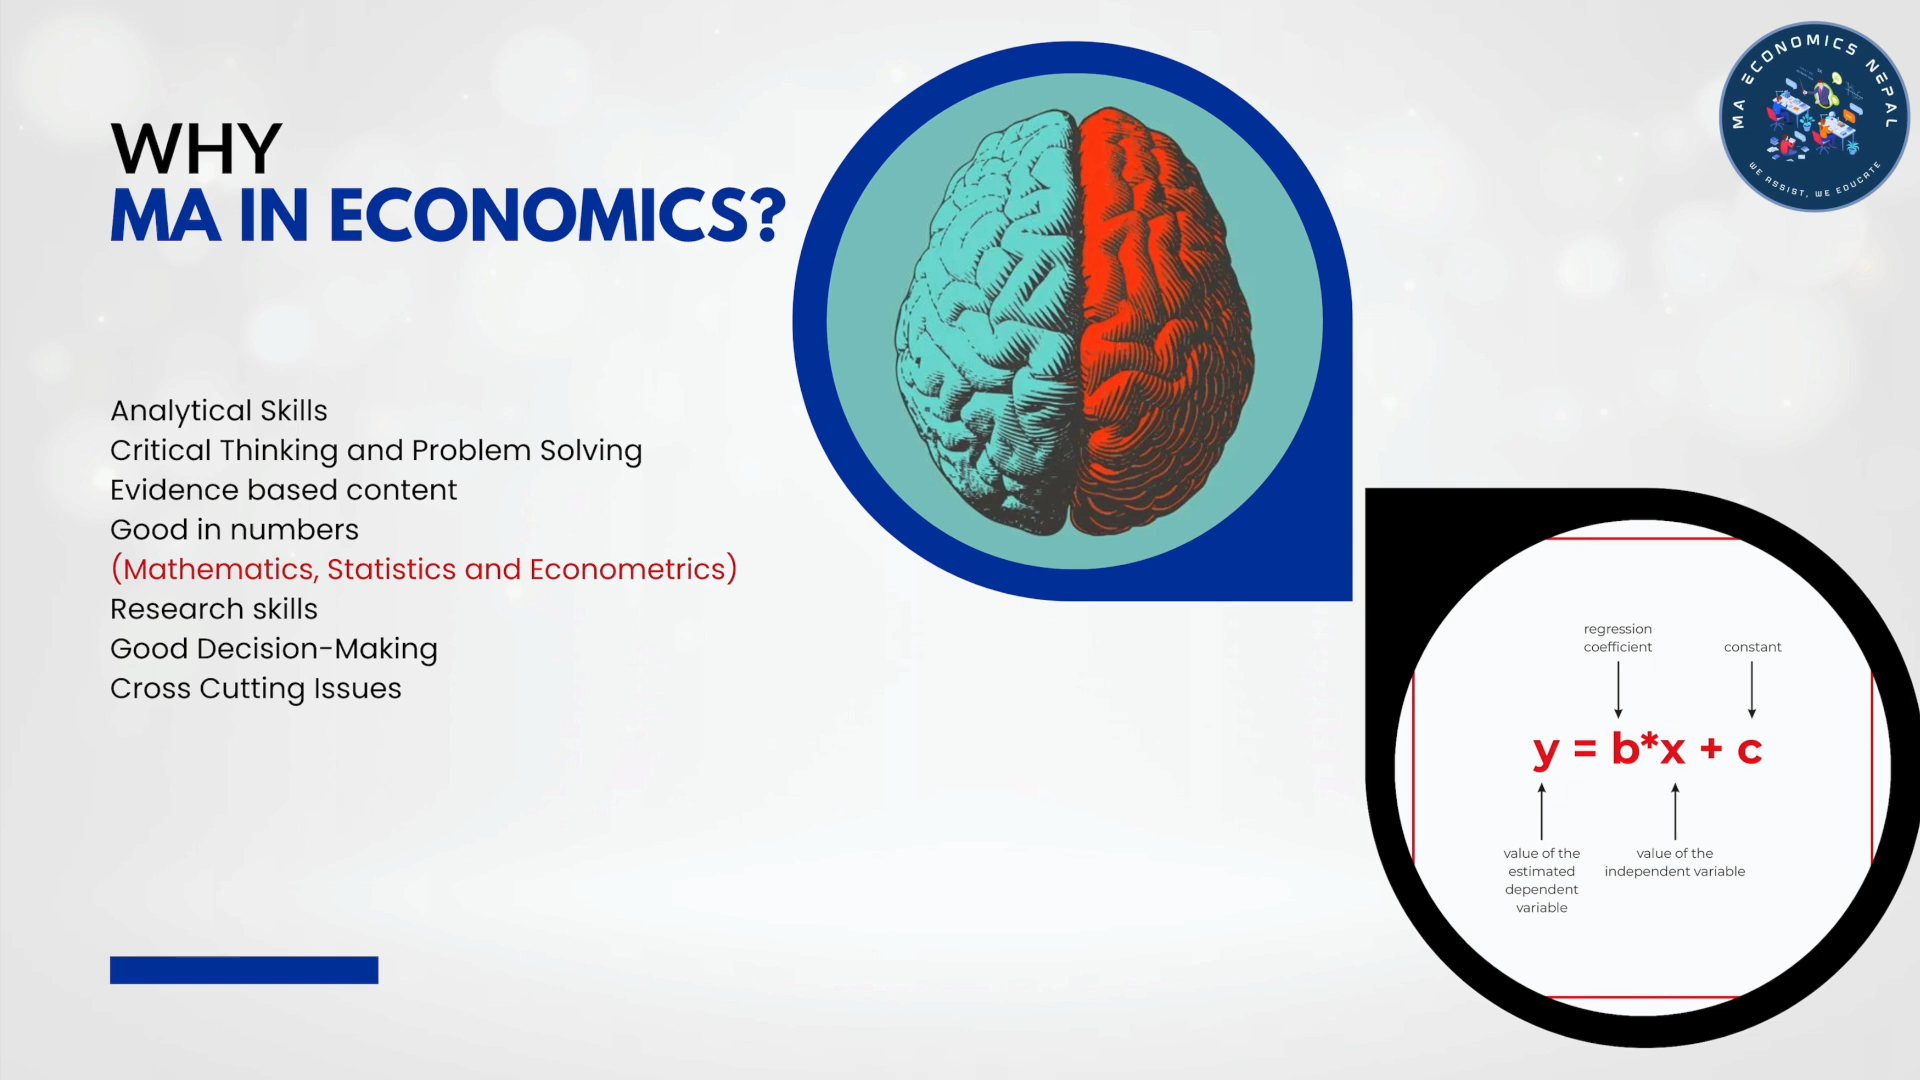 WHY
MA IN ECONOMICS?
MA ECONOMICS NEPAL
WE ASSIST, WE EDUCATE
Analytical Skills
Critical Thinking and Problem Solving
Evidence based content
Good in numbers
(Mathematics, Statistics and Econometrics)
Research skills
Good Decision-Making
Cross Cutting Issues
regression
coefficient
constant
y = b*x + c
value of the
estimated
dependent
variable
value of the
independent variable